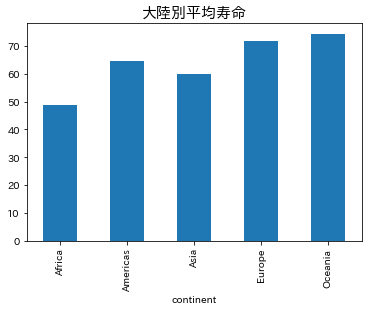 大陸別平均寿命
70
60
50
40
30
20
10
0
Africa
Americas
Asia
Europe
Oceania
continent